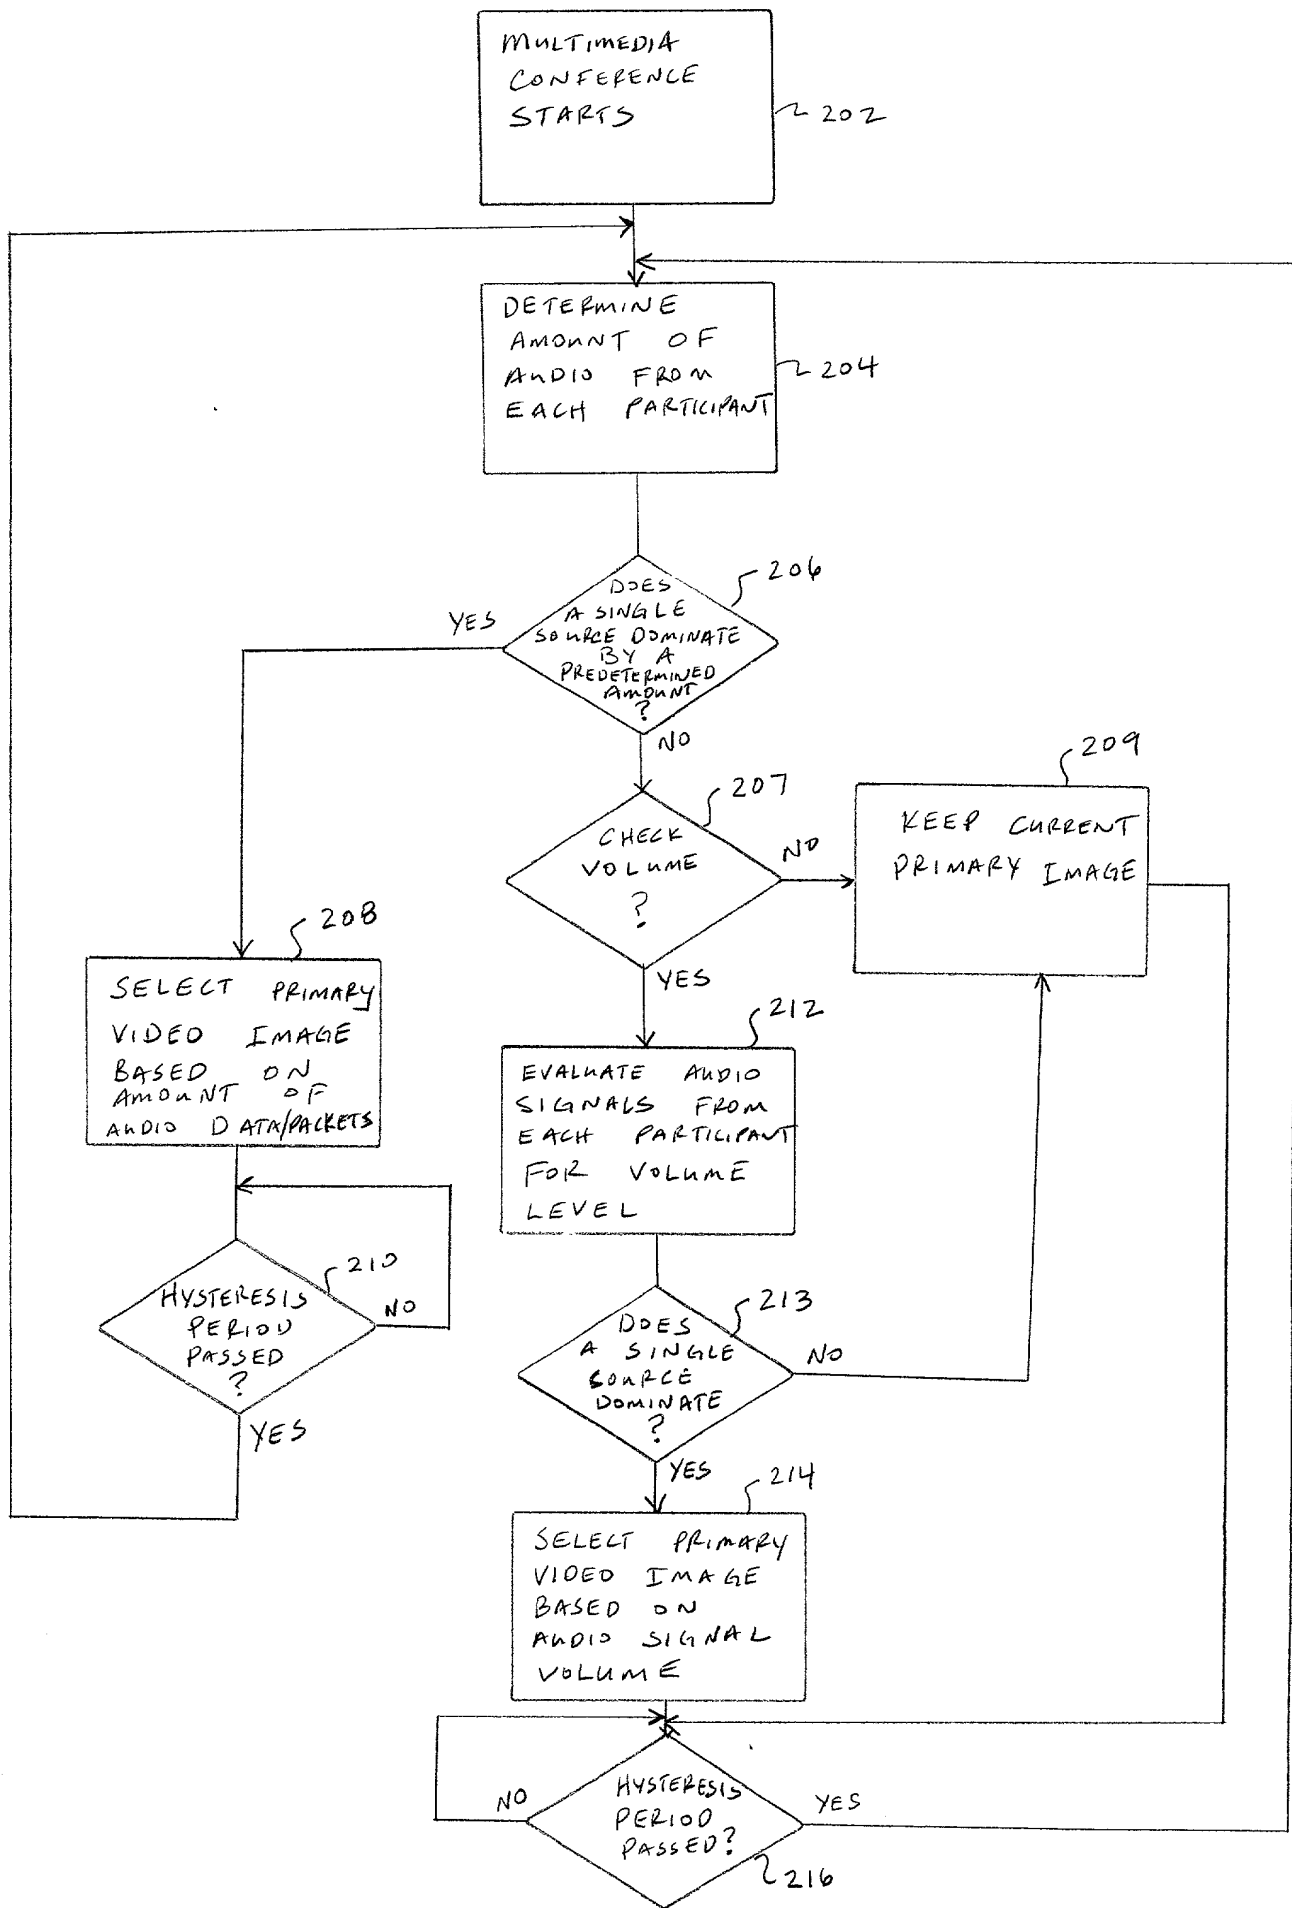 MULTIMEDIA
CONFERENCE
STARTS
202
DETERMINE
AMOUNT OF
AUDIO FROM
EACH PARTICIPANT
204
DOES
A SINGLE
SOURCE DOMINATE
BY A
PREDETERMINED
AMOUNT
?
206
YES
NO
CHECK
VOLUME
?
207
NO
YES
KEEP CURRENT
PRIMARY IMAGE
209
SELECT PRIMARY
VIDEO IMAGE
BASED ON
AMOUNT OF
AUDIO DATA/PACKETS
208
EVALUATE AUDIO
SIGNALS FROM
EACH PARTICIPANT
FOR VOLUME
LEVEL
212
HYSTERESIS
PERIOD
PASSED
?
210
NO
YES
DOES
A SINGLE
SOURCE
DOMINATE
?
213
NO
YES
SELECT PRIMARY
VIDEO IMAGE
BASED ON
AUDIO SIGNAL
VOLUME
214
HYSTERESIS
PERIOD
PASSED?
216
NO
YES